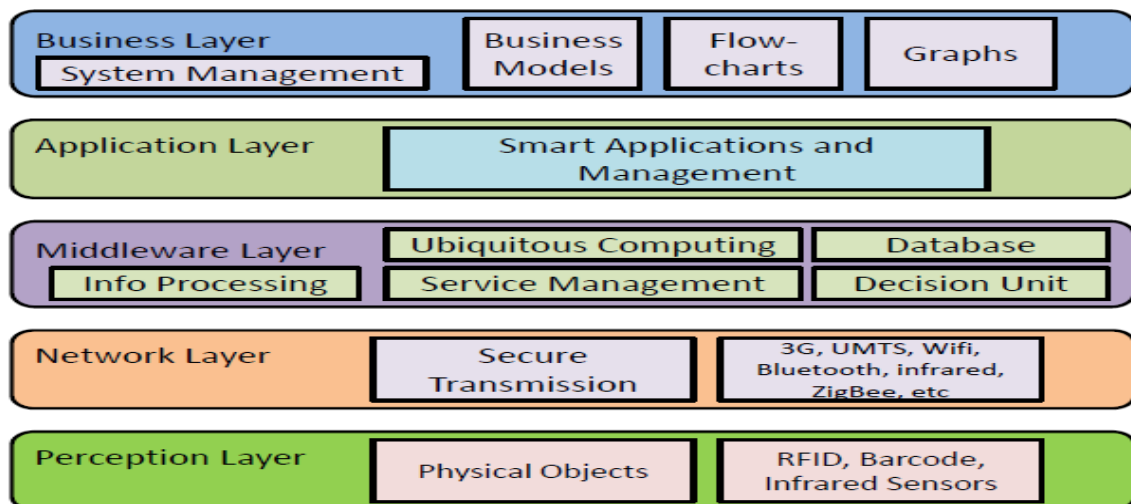 Business Layer
System Management
Business
Models
Flow-
charts
Graphs
Application Layer
Smart Applications and
Management
Middleware Layer
Ubiquitous Computing
Database
Info Processing
Service Management
Decision Unit
Network Layer
Secure
Transmission
3G, UMTS, Wifi,
Bluetooth, infrared,
ZigBee, etc
Perception Layer
Physical Objects
RFID, Barcode,
Infrared Sensors